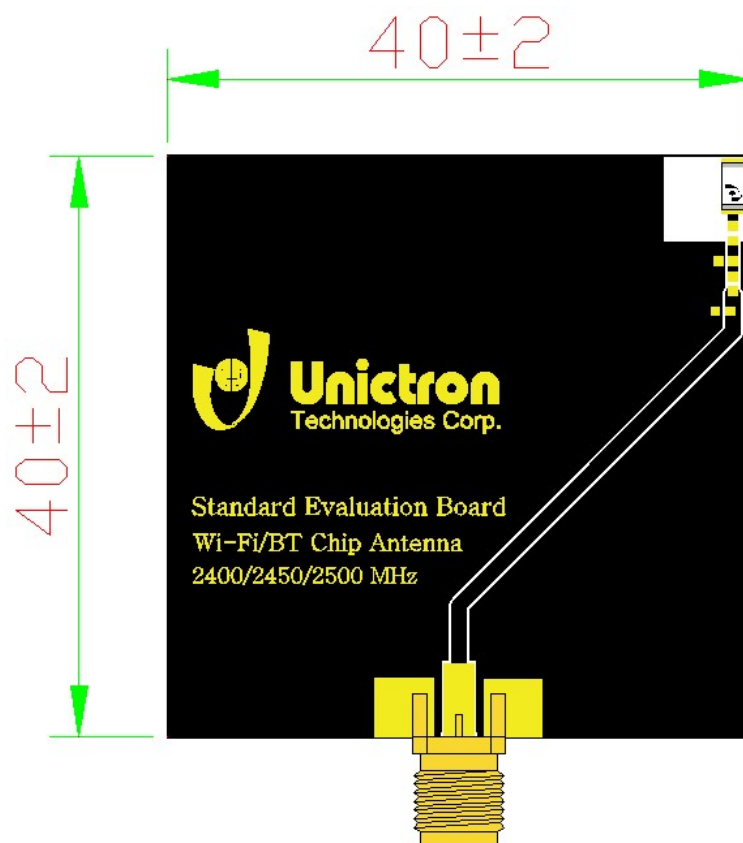 40±2
40±2
Unictron
Technologies Corp.
Standard Evaluation Board
Wi-Fi/BT Chip Antenna
2400/2450/2500 MHz